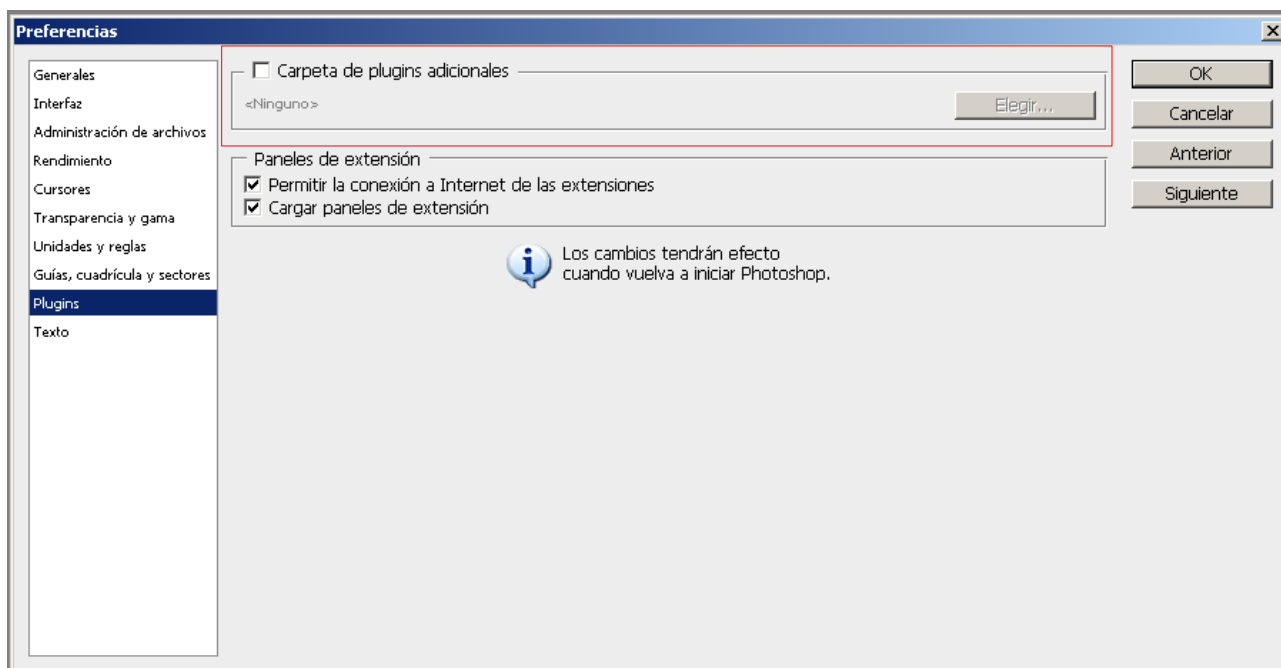 Preferencias
Generales
Interfaz
Administración de archivos
Rendimiento
Cursores
Transparencia y gama
Unidades y reglas
Guías, cuadrícula y sectores
Plugins
Texto
Carpeta de plugins adicionales
<Ninguno>
Elegir...
Paneles de extensión
Permitir la conexión a Internet de las extensiones
Cargar paneles de extensión
Los cambios tendrán efecto
cuando vuelva a iniciar Photoshop.
OK
Cancelar
Anterior
Siguiente